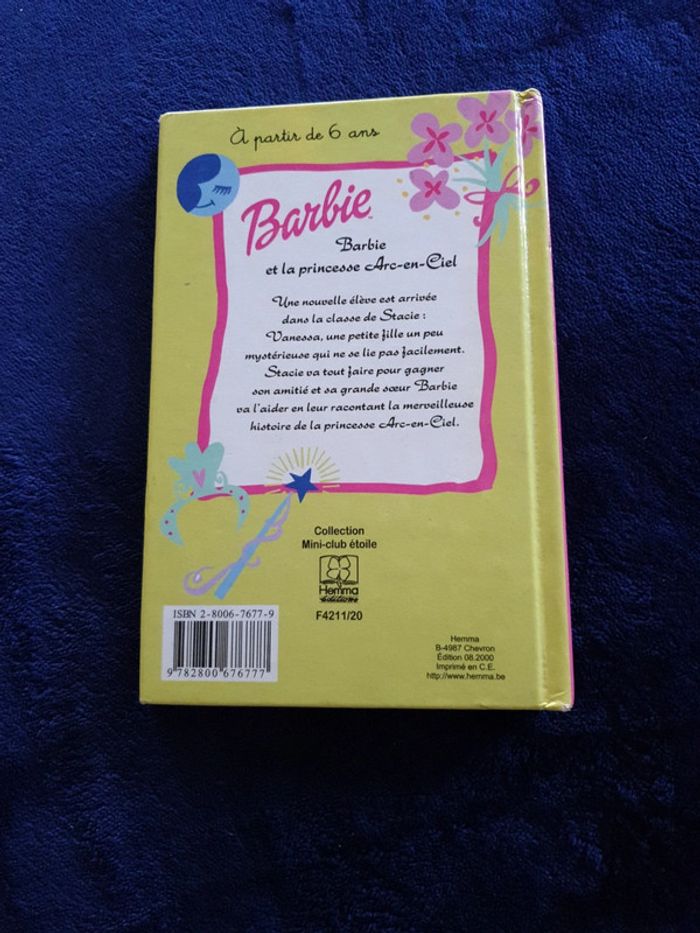 À partir de 6 ans
Barbie™
Barbie
et la princesse Arc-en-Ciel
Une nouvelle élève est arrivée
dans la classe de Stacie :
Vanessa, une petite fille un peu
mystérieuse qui ne se lie pas facilement.
Stacie va tout faire pour gagner
son amitié et sa grande sœur Barbie
va l'aider en leur racontant la merveilleuse
histoire de la princesse Arc-en-Ciel.
Collection
Mini-club étoile
Hemma
éditions
F4211/20
ISBN 2-8006-7677-9
9 782800 676777
Hemma
B-4987 Chevron
Édition 08.2000
Imprimé en C.E.
http://www.hemma.be